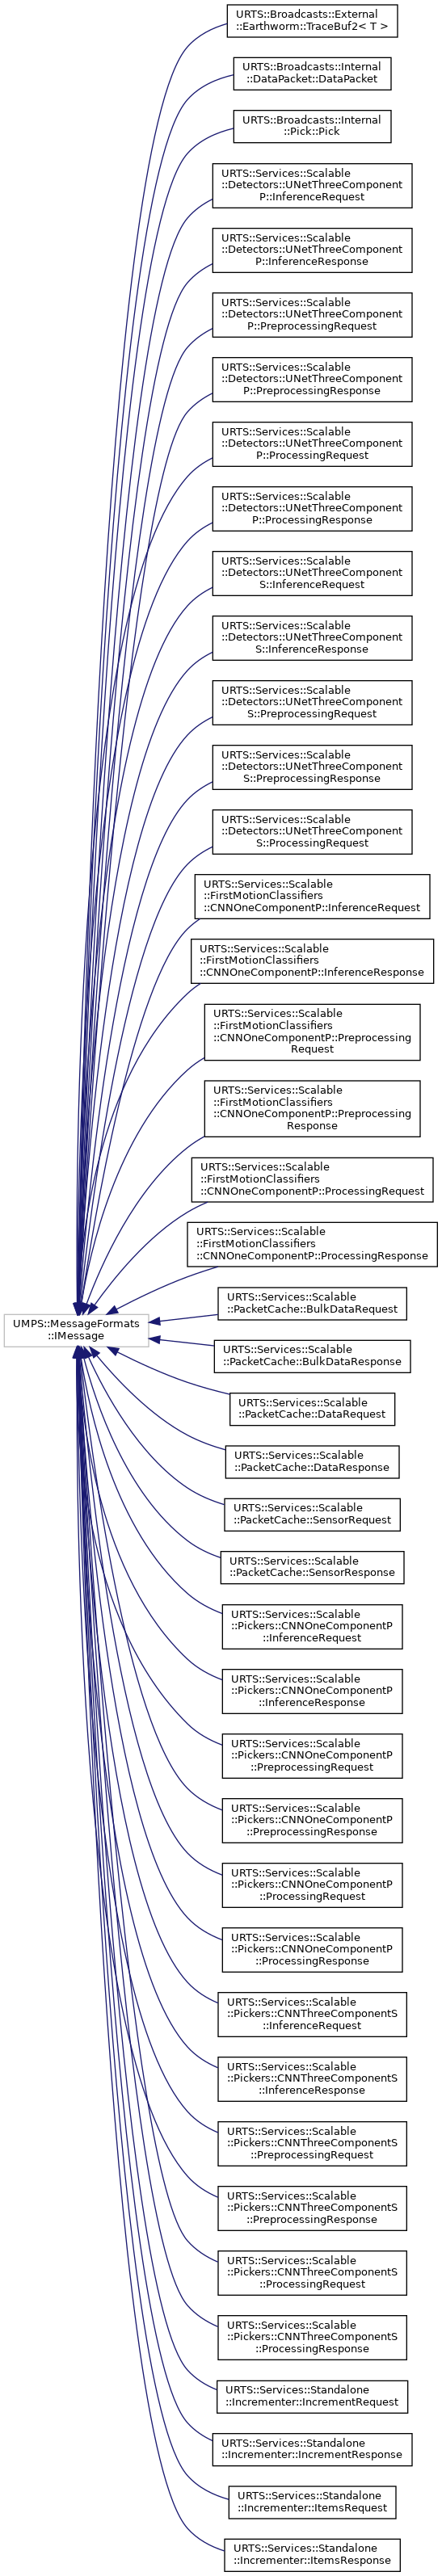 URTS::Broadcasts::External
::Earthworm::TraceBuf2< T >
URTS::Broadcasts::Internal
::DataPacket::DataPacket
URTS::Broadcasts::Internal
::Pick::Pick
URTS::Services::Scalable
::Detectors::UNetThreeComponent
P::InferenceRequest
URTS::Services::Scalable
::Detectors::UNetThreeComponent
P::InferenceResponse
URTS::Services::Scalable
::Detectors::UNetThreeComponent
P::PreprocessingRequest
URTS::Services::Scalable
::Detectors::UNetThreeComponent
P::PreprocessingResponse
URTS::Services::Scalable
::Detectors::UNetThreeComponent
P::ProcessingRequest
URTS::Services::Scalable
::Detectors::UNetThreeComponent
P::ProcessingResponse
URTS::Services::Scalable
::Detectors::UNetThreeComponent
S::InferenceRequest
URTS::Services::Scalable
::Detectors::UNetThreeComponent
S::InferenceResponse
URTS::Services::Scalable
::Detectors::UNetThreeComponent
S::PreprocessingRequest
URTS::Services::Scalable
::Detectors::UNetThreeComponent
S::PreprocessingResponse
URTS::Services::Scalable
::Detectors::UNetThreeComponent
S::ProcessingRequest
URTS::Services::Scalable
::FirstMotionClassifiers
::CNNOneComponentP::InferenceRequest
URTS::Services::Scalable
::FirstMotionClassifiers
::CNNOneComponentP::InferenceResponse
URTS::Services::Scalable
::FirstMotionClassifiers
::CNNOneComponentP::Preprocessing
Request
URTS::Services::Scalable
::FirstMotionClassifiers
::CNNOneComponentP::Preprocessing
Response
URTS::Services::Scalable
::FirstMotionClassifiers
::CNNOneComponentP::ProcessingRequest
URTS::Services::Scalable
::FirstMotionClassifiers
::CNNOneComponentP::ProcessingResponse
UMPS::MessageFormats
::IMessage
URTS::Services::Scalable
::PacketCache::BulkDataRequest
URTS::Services::Scalable
::PacketCache::BulkDataResponse
URTS::Services::Scalable
::PacketCache::DataRequest
URTS::Services::Scalable
::PacketCache::DataResponse
URTS::Services::Scalable
::PacketCache::SensorRequest
URTS::Services::Scalable
::PacketCache::SensorResponse
URTS::Services::Scalable
::Pickers::CNNOneComponentP
::InferenceRequest
URTS::Services::Scalable
::Pickers::CNNOneComponentP
::InferenceResponse
URTS::Services::Scalable
::Pickers::CNNOneComponentP
::PreprocessingRequest
URTS::Services::Scalable
::Pickers::CNNOneComponentP
::PreprocessingResponse
URTS::Services::Scalable
::Pickers::CNNOneComponentP
::ProcessingRequest
URTS::Services::Scalable
::Pickers::CNNOneComponentP
::ProcessingResponse
URTS::Services::Scalable
::Pickers::CNNThreeComponentS
::InferenceRequest
URTS::Services::Scalable
::Pickers::CNNThreeComponentS
::InferenceResponse
URTS::Services::Scalable
::Pickers::CNNThreeComponentS
::PreprocessingRequest
URTS::Services::Scalable
::Pickers::CNNThreeComponentS
::PreprocessingResponse
URTS::Services::Scalable
::Pickers::CNNThreeComponentS
::ProcessingRequest
URTS::Services::Scalable
::Pickers::CNNThreeComponentS
::ProcessingResponse
URTS::Services::Standalone
::Incrementer::IncrementRequest
URTS::Services::Standalone
::Incrementer::IncrementResponse
URTS::Services::Standalone
::Incrementer::ItemsRequest
URTS::Services::Standalone
::Incrementer::ItemsResponse